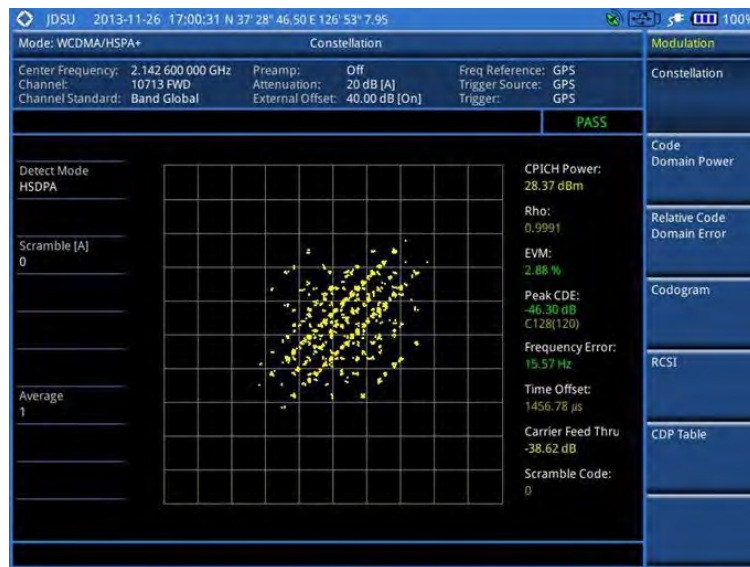 JDSU 2013-11-26 17:00:31 N 37' 28" 46.50 E 126' 53" 7.95 100%
Mode: WCDMA/HSPA+ Constellation
Center Frequency: 2.142 600 000 GHz Preamp: Off Freq Reference: GPS
Channel: 10713 FWD Attenuation: 20 dB [A] Trigger Source: GPS
Channel Standard: Band Global External Offset: 40.00 dB [On] Trigger: GPS
PASS
Detect Mode
HSDPA
Scramble [A]
0
Average
1
CPICH Power:
28.37 dBm
Rho:
0.9991
EVM:
2.88 %
Peak CDE:
-46.30 dB
C128(120)
Frequency Error:
15.57 Hz
Time Offset:
1456.78 µs
Carrier Feed Thru
-38.62 dB
Scramble Code:
0
Modulation
Constellation
Code
Domain Power
Relative Code
Domain Error
Codogram
RCSI
CDP Table